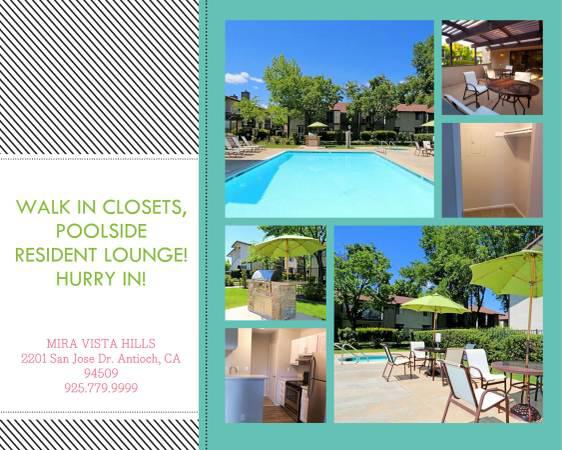 WALK IN CLOSETS,
POOLSIDE
RESIDENT LOUNGE!
HURRY IN!
MIRA VISTA HILLS
2201 San Jose Dr. Antioch, CA
94509
925.779.9999